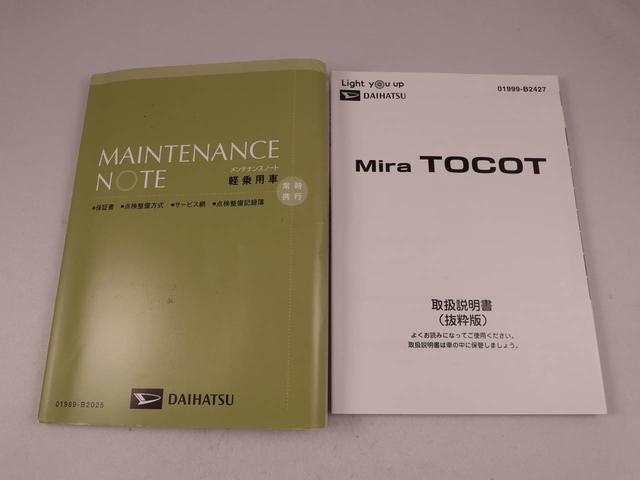 MAINTENANCE
NOTE
メンテナンスノート
軽乗用車
常時
携行
●保証書 ●点検整備方式 ●サービス網 ●点検整備記録簿
01989-B2025
DAIHATSU
Light you up
DAIHATSU
01999-B2427
Mira TOCOT
取扱説明書
（抜粋版）
よくお読みになってご使用ください。
取扱説明書は車の中に保管しましょう。